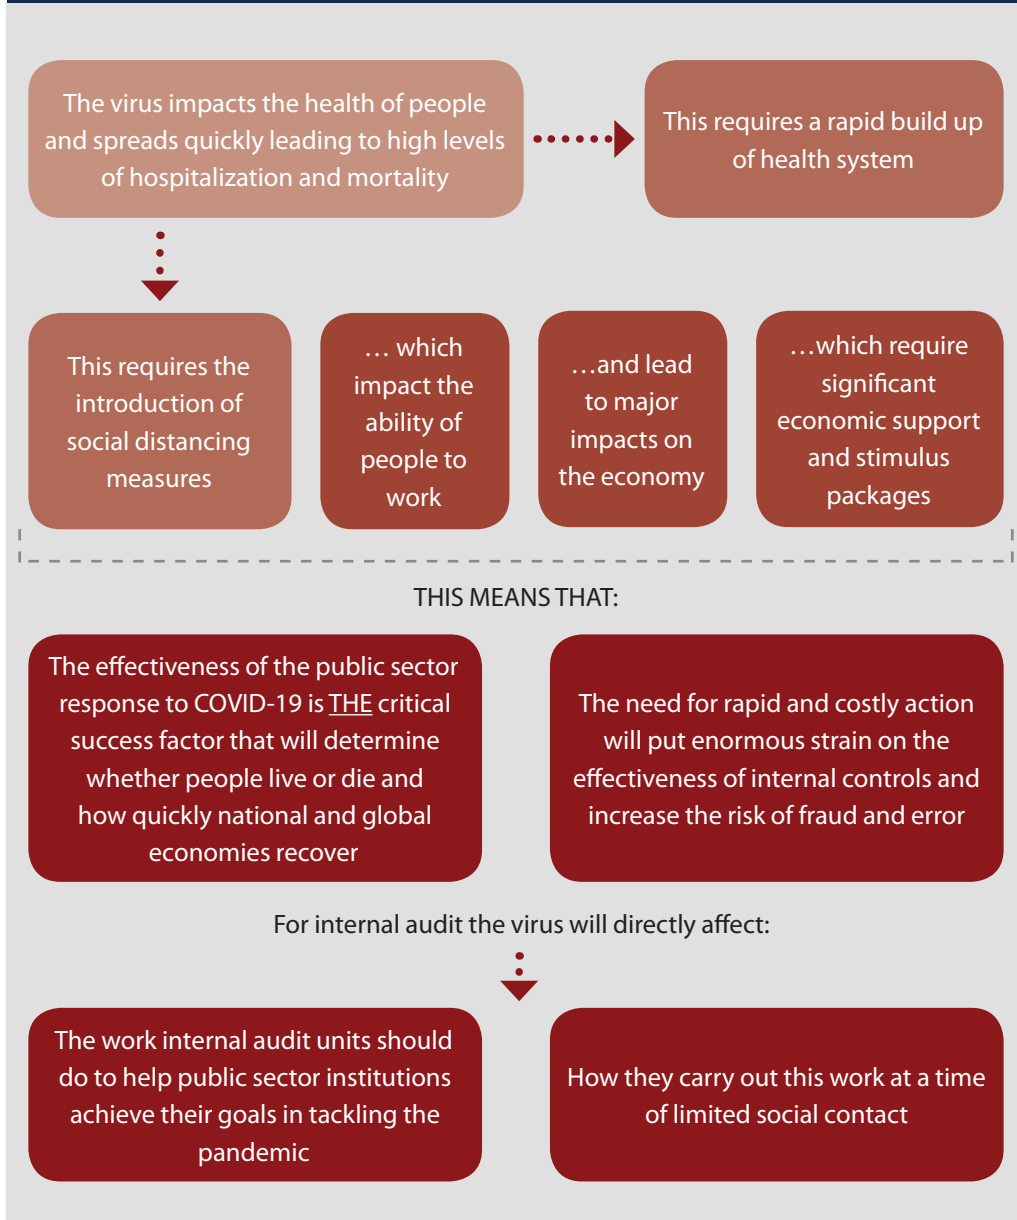 The virus impacts the health of people
and spreads quickly leading to high levels
of hospitalization and mortality
This requires a rapid build up
of health system
This requires the
introduction of
social distancing
measures
… which
impact the
ability of
people to
work
…and lead
to major
impacts on
the economy
…which require
significant
economic support
and stimulus
packages
THIS MEANS THAT:
The effectiveness of the public sector
response to COVID-19 is THE critical
success factor that will determine
whether people live or die and
how quickly national and global
economies recover
The need for rapid and costly action
will put enormous strain on the
effectiveness of internal controls and
increase the risk of fraud and error
For internal audit the virus will directly affect:
The work internal audit units should
do to help public sector institutions
achieve their goals in tackling the
pandemic
How they carry out this work at a time
of limited social contact